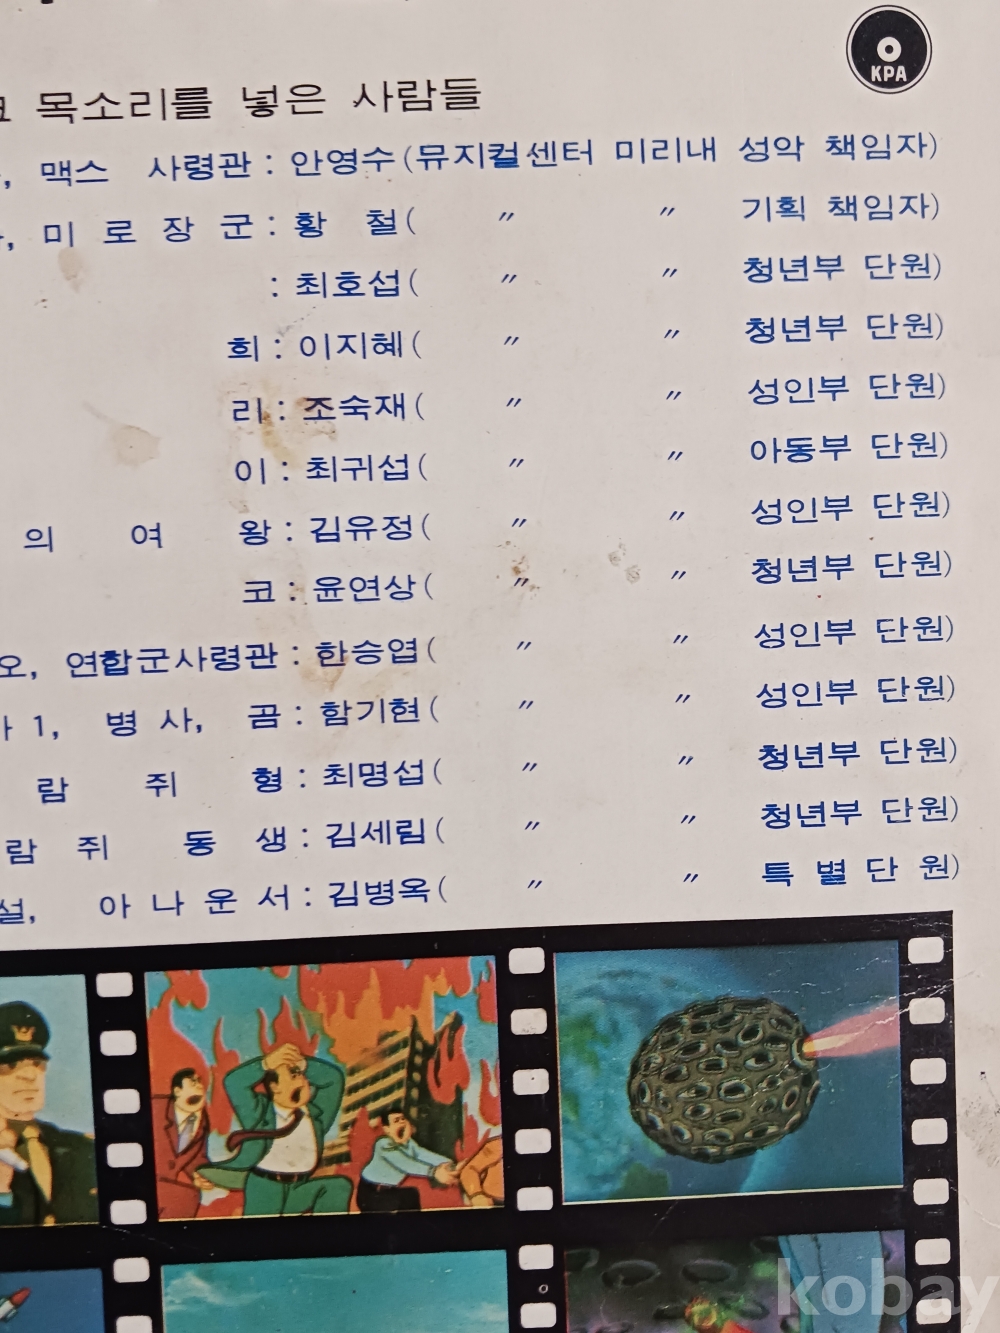 KPA
목소리를 넣은 사람들
, 맥스 사령관 : 안영수 (뮤지컬센터 미리내 성악 책임자)
, 미 로 장 군 : 황 철 ( 〃 〃 기획 책임자)
: 최호섭 ( 〃 〃 청년부 단원)
희 : 이지혜 ( 〃 〃 청년부 단원)
리 : 조숙재 ( 〃 〃 성인부 단원)
이 : 최귀섭 ( 〃 〃 아동부 단원)
의 여 왕 : 김유정 ( 〃 〃 성인부 단원)
코 : 윤연상 ( 〃 〃 청년부 단원)
오, 연합군사령관 : 한승엽 ( 〃 〃 성인부 단원)
1, 병 사, 곰 : 함기현 ( 〃 〃 성인부 단원)
람 쥐 형 : 최명섭 ( 〃 〃 청년부 단원)
람 쥐 동 생 : 김세림 ( 〃 〃 청년부 단원)
설, 아 나 운 서 : 김병옥 ( 〃 〃 특 별 단 원)
kobay